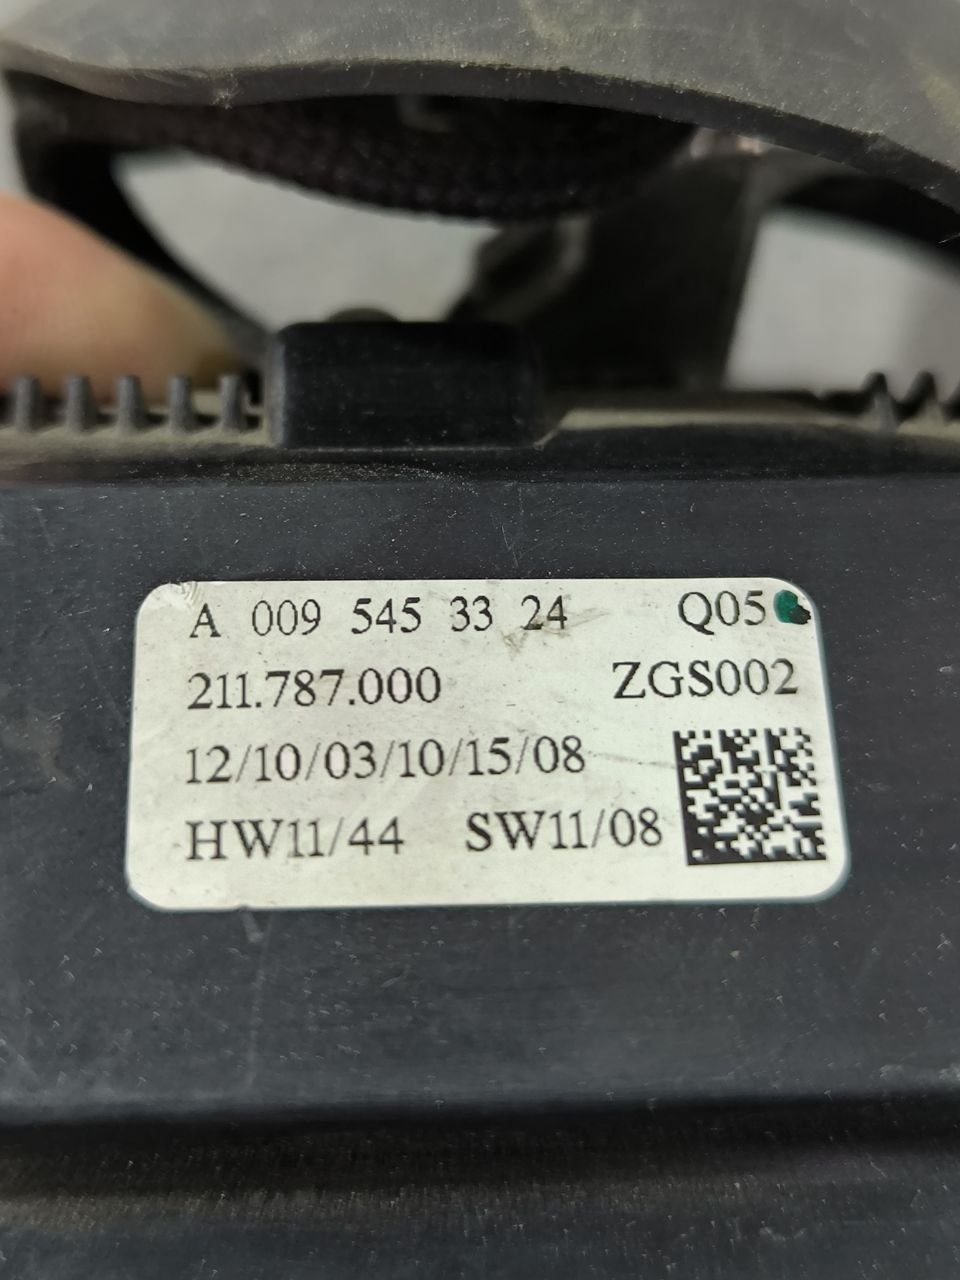 A 009 545 33 24 Q05
211.787.000 ZGS002
12/10/03/10/15/08
HW11/44 SW11/08